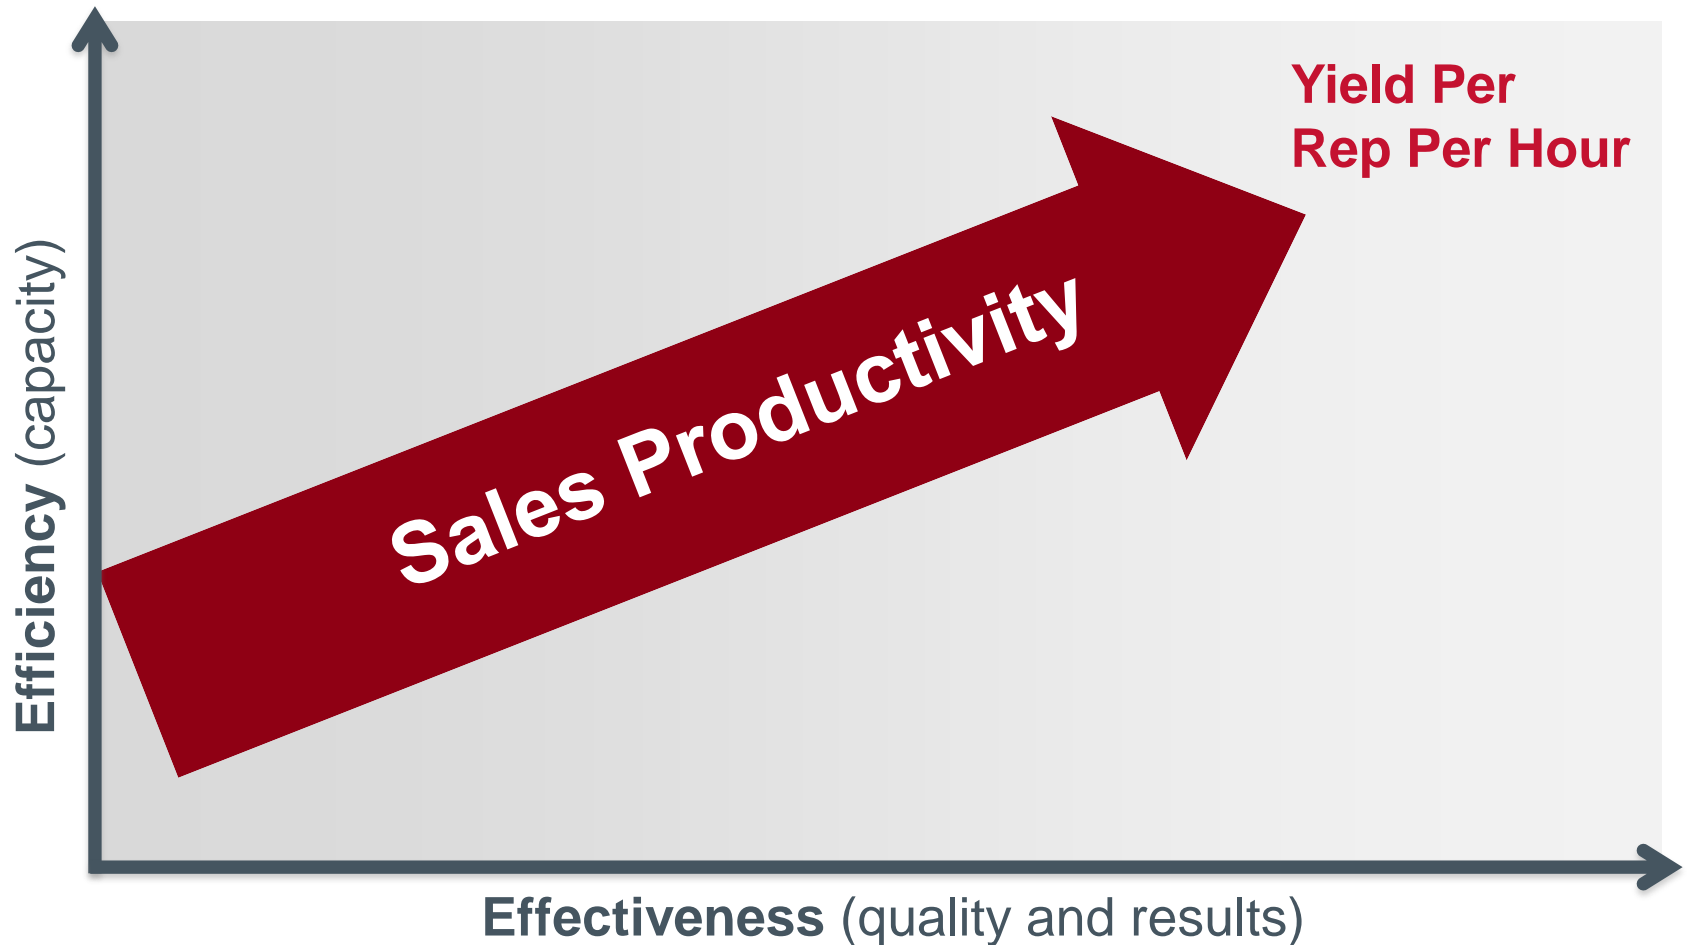 Yield Per
Rep Per Hour
Sales Productivity
Efficiency (capacity)
Effectiveness (quality and results)